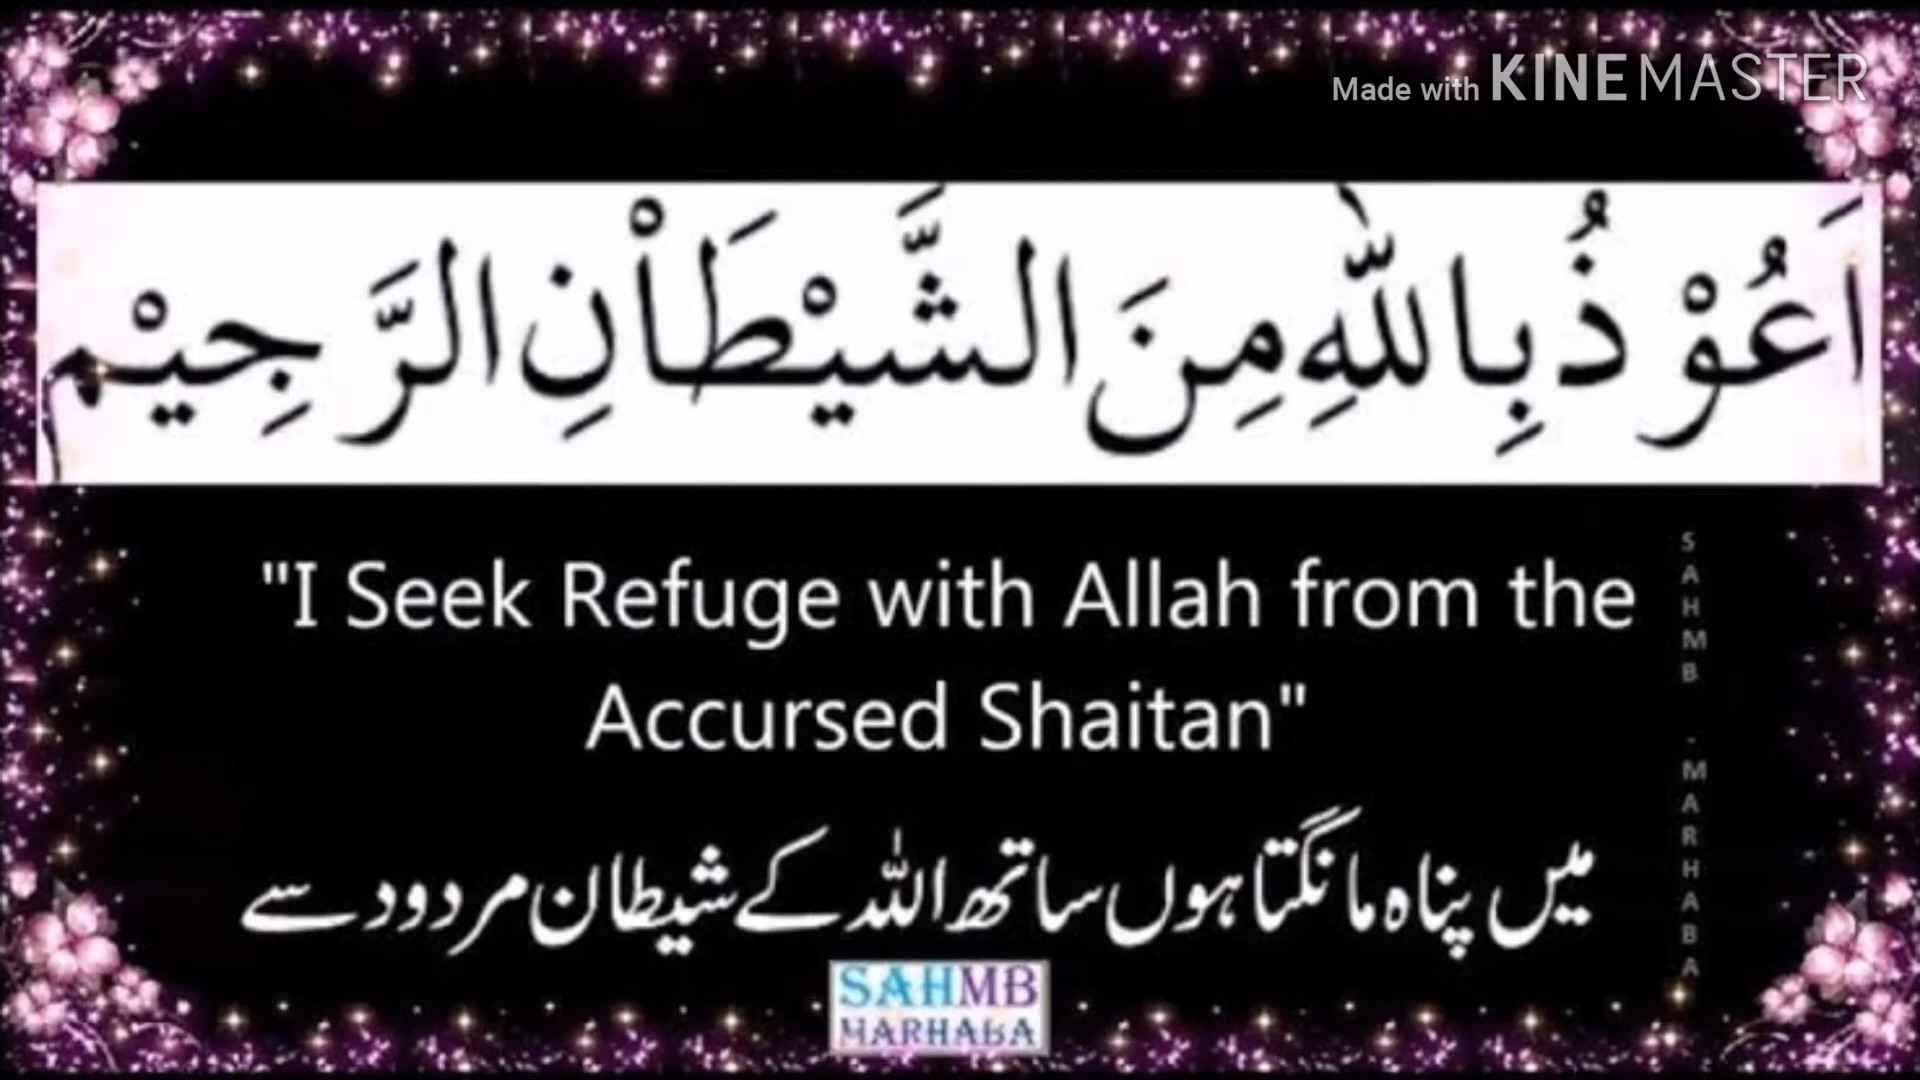 Made with KINEMASTER
اَعُوْذُ بِاللّٰهِ مِنَ الشَّيْطَاْنِ الرَّجِيْم
"I Seek Refuge with Allah from the
Accursed Shaitan"
میں پناہ مانگتا ہوں ساتھ اللہ کے شیطان مردود سے
SAHMB
MARHABA
SAHMB - MARHABA